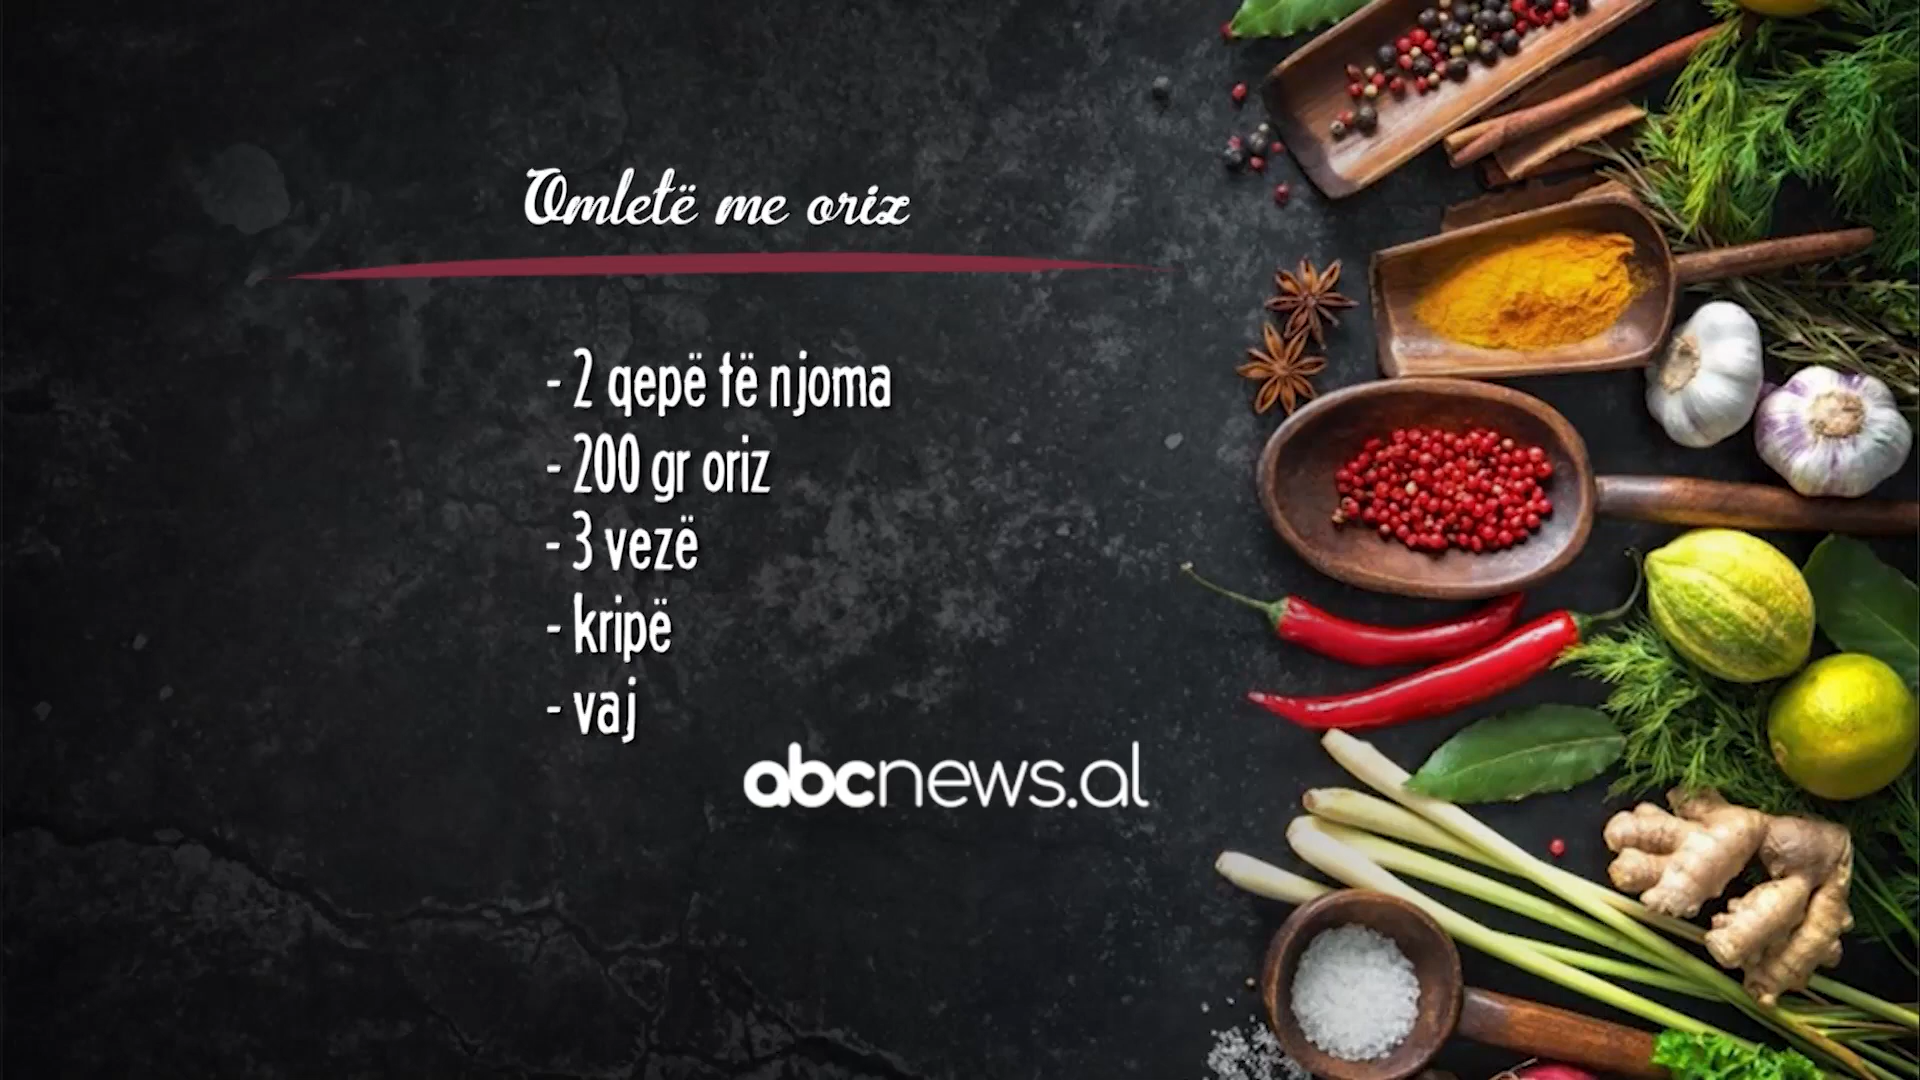 Omletë me oriz
- 2 qepë të njoma
- 200 gr oriz
- 3 vezë
- kripë
- vaj
abcnews.al